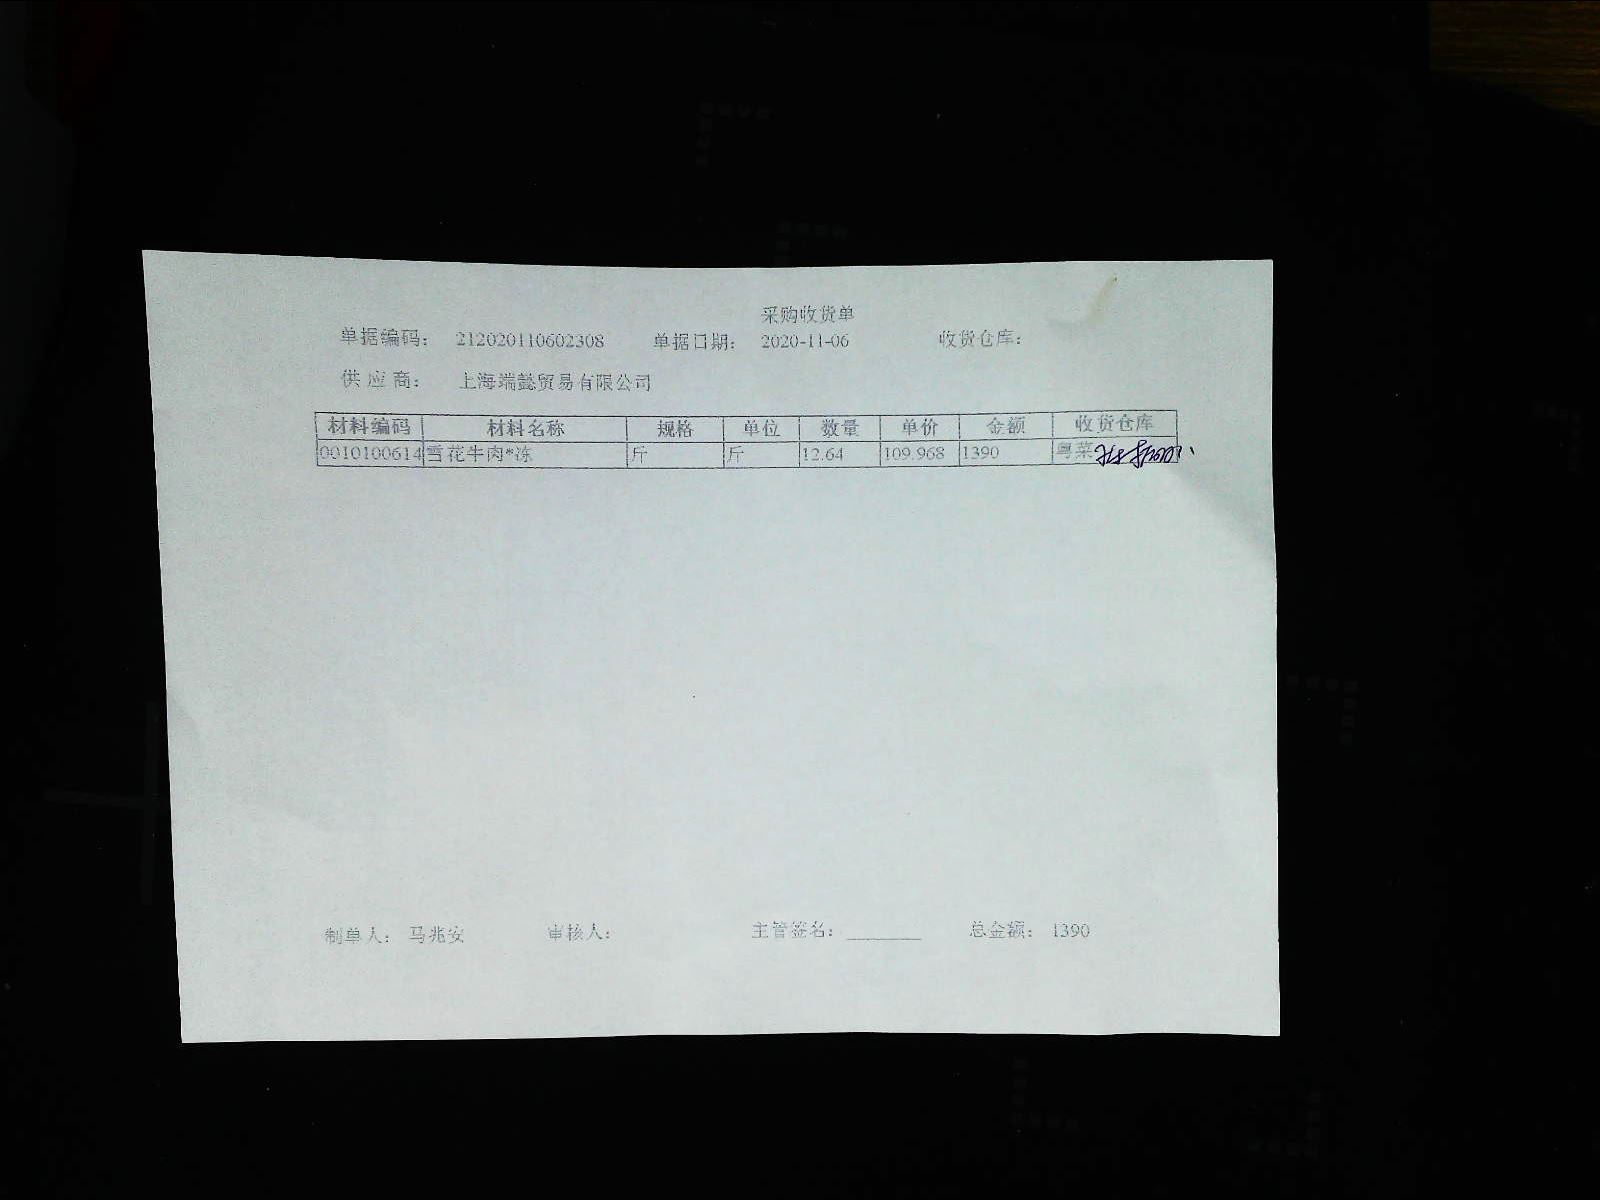 采购收货单
单据编码： 212020110602308 单据日期： 2020-11-06 收货仓库：
供 应 商： 上海端懿贸易有限公司
材料编码 材料名称 规格 单位 数量 单价 金额 收货仓库
0010100614 雪花牛肉*冻 斤 斤 12.64 109.968 1390 粤菜
制单人： 马兆安 审核人： 主管签名： ________ 总金额： 1390